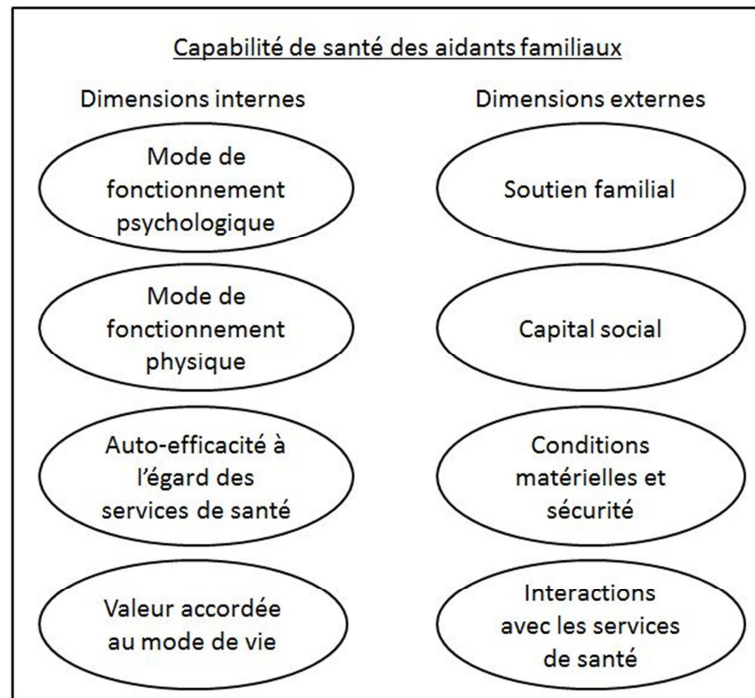 Capabilité de santé des aidants familiaux
Dimensions internes
Mode de
fonctionnement
psychologique
Mode de
fonctionnement
physique
Auto-efficacité à
l'égard des
services de santé
Valeur accordée
au mode de vie
Dimensions externes
Soutien familial
Capital social
Conditions
matérielles et
sécurité
Interactions
avec les services
de santé